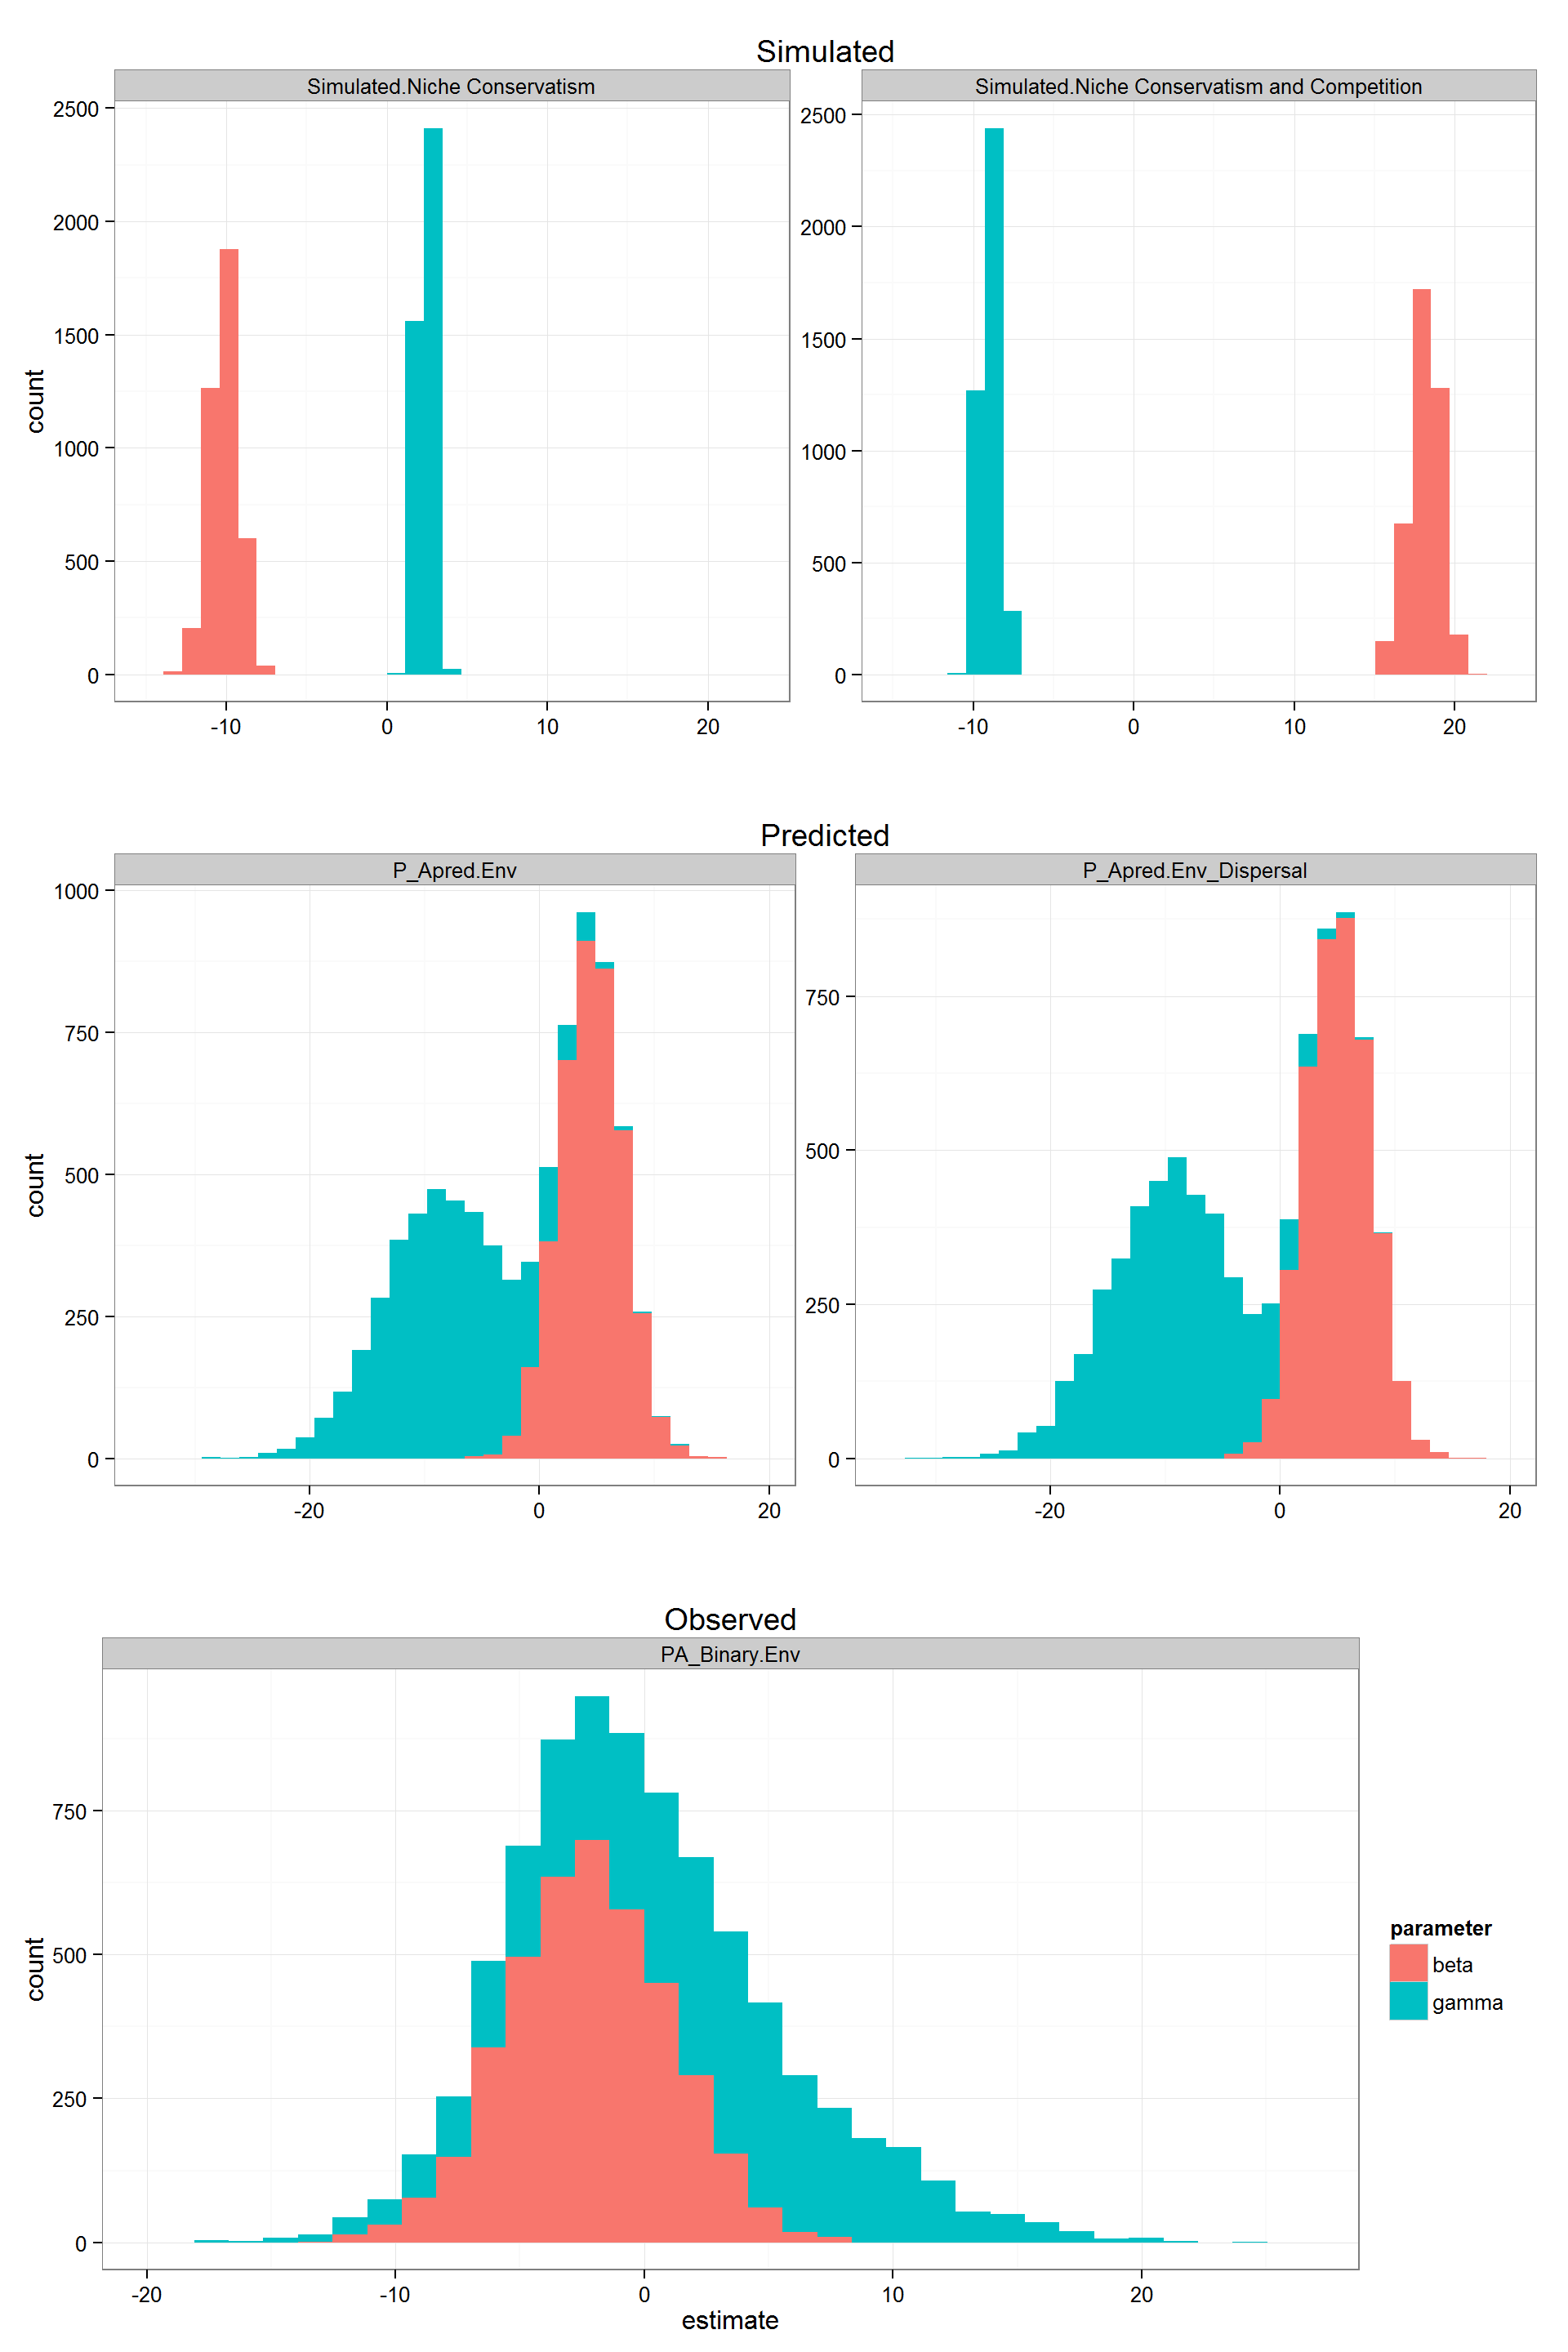 Simulated
Simulated.Niche Conservatism
Simulated.Niche Conservatism and Competition
2500
2000
1500
1000
500
0
count
-10 0 10 20
2500
2000
1500
1000
500
0
-10 0 10 20
Predicted
P_Apred.Env
P_Apred.Env_Dispersal
1000
750
500
250
0
count
-20 0 20
750
500
250
0
-20 0 20
Observed
PA_Binary.Env
750
500
250
0
count
-20 -10 0 10 20
estimate
parameter
beta
gamma